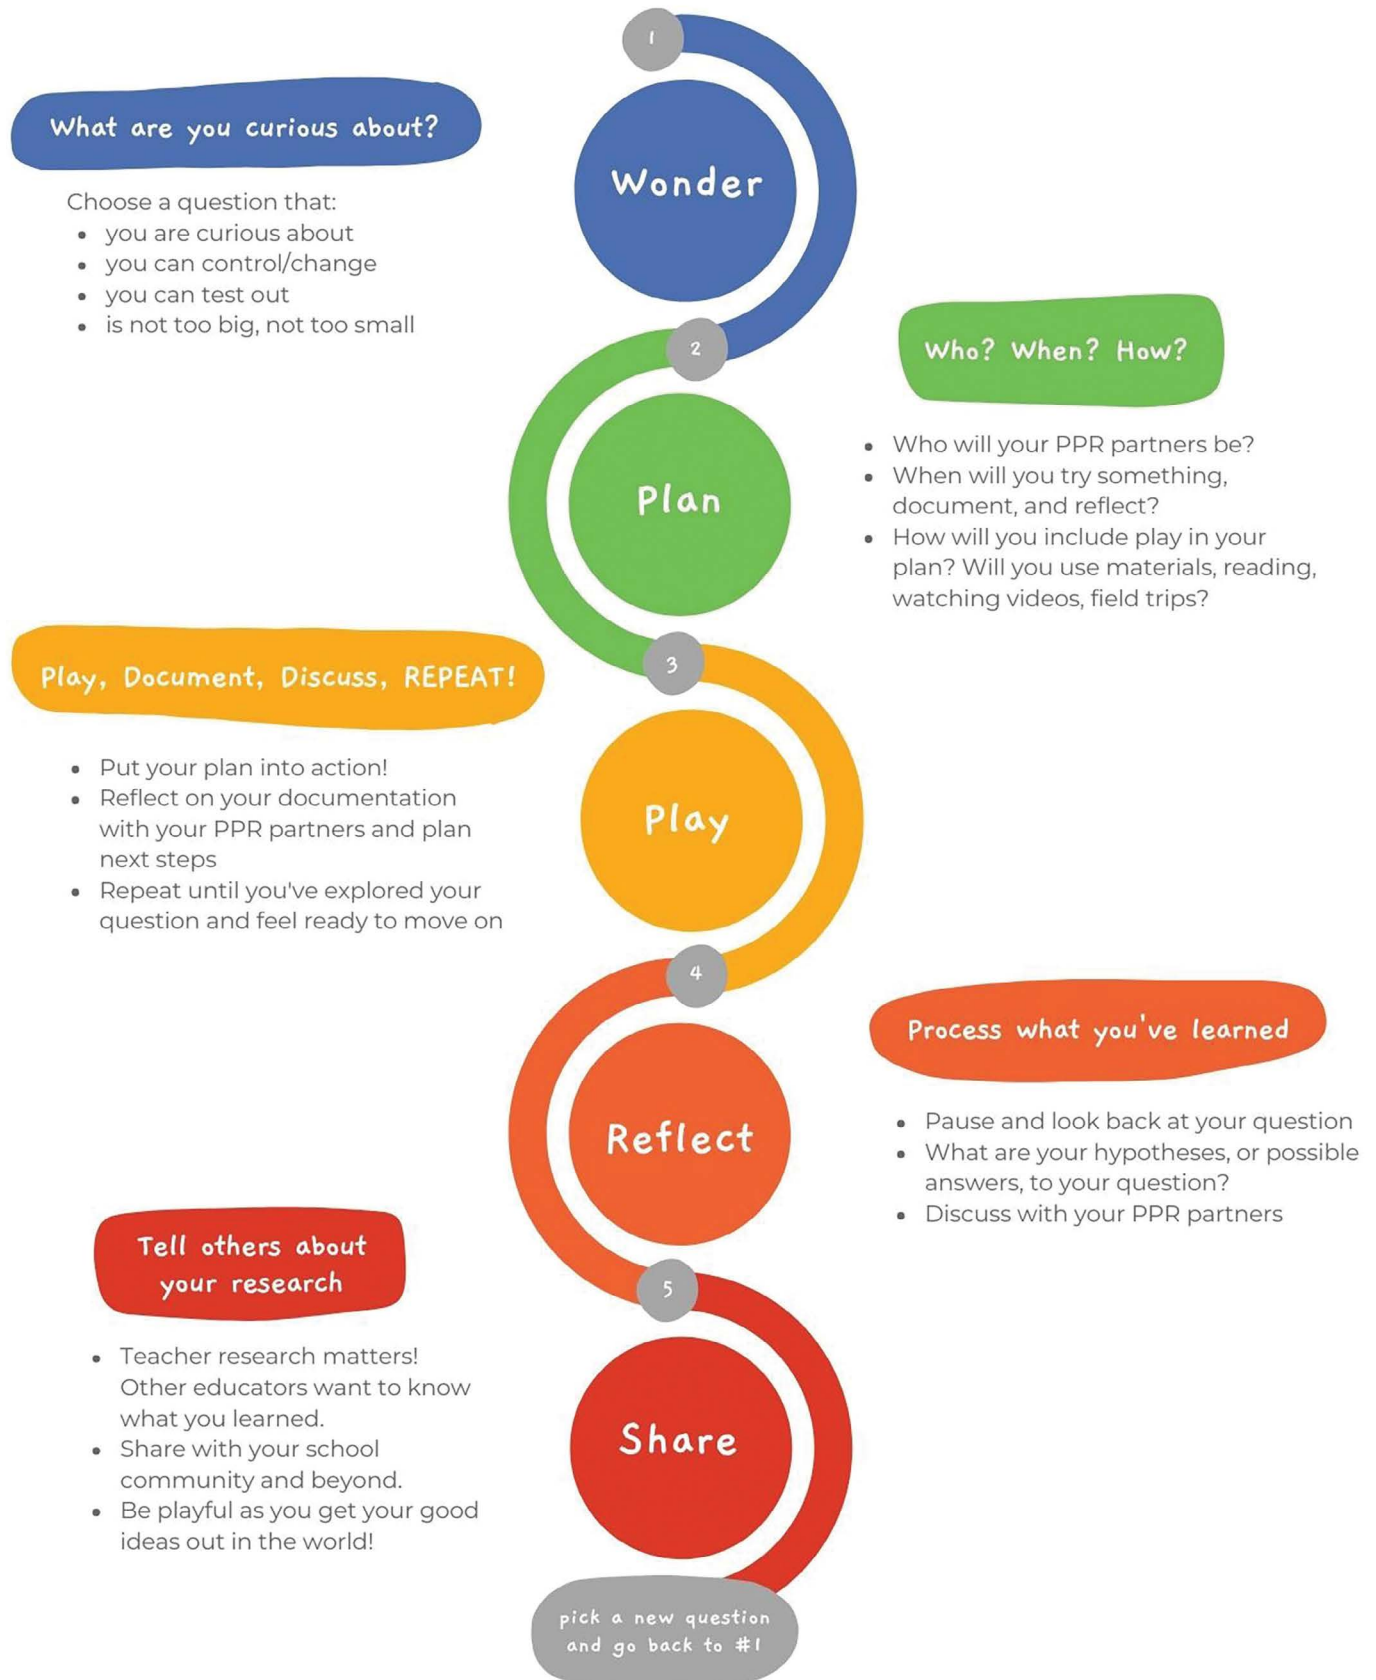 1
Wonder
What are you curious about?
Choose a question that:
• you are curious about
• you can control/change
• you can test out
• is not too big, not too small
2
Plan
Who? When? How?
• Who will your PPR partners be?
• When will you try something,
document, and reflect?
• How will you include play in your
plan? Will you use materials, reading,
watching videos, field trips?
3
Play
Play, Document, Discuss, REPEAT!
• Put your plan into action!
• Reflect on your documentation
with your PPR partners and plan
next steps
• Repeat until you've explored your
question and feel ready to move on
4
Reflect
Process what you've learned
• Pause and look back at your question
• What are your hypotheses, or possible
answers, to your question?
• Discuss with your PPR partners
5
Share
Tell others about
your research
• Teacher research matters!
Other educators want to know
what you learned.
• Share with your school
community and beyond.
• Be playful as you get your good
ideas out in the world!
pick a new question
and go back to #1